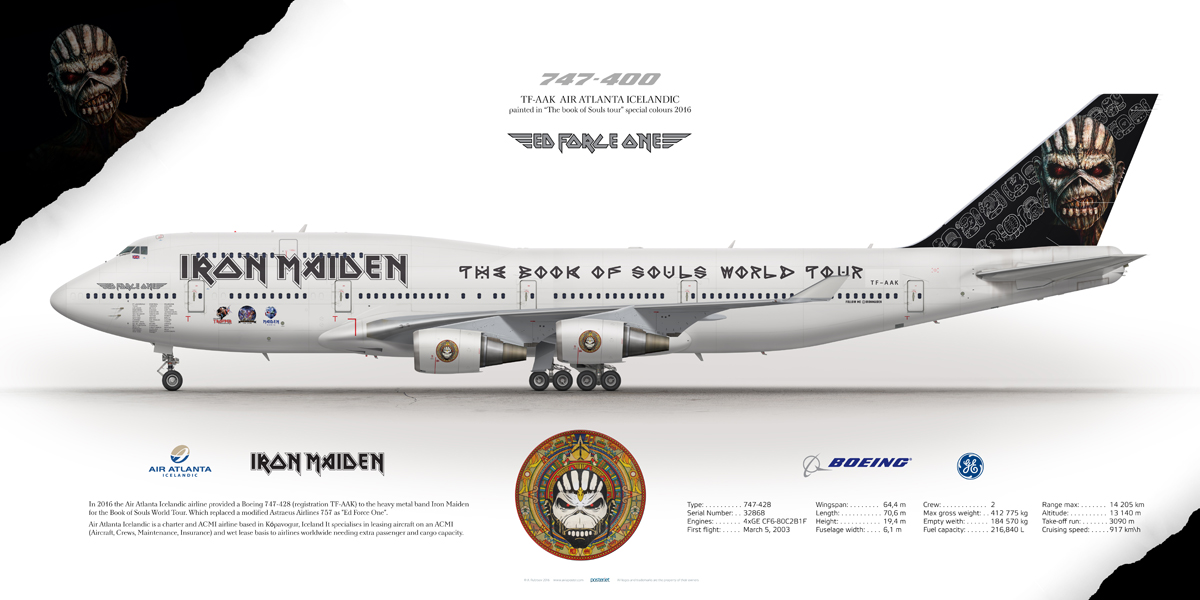 747-400
TF-AAK AIR ATLANTA ICELANDIC
painted in "The book of Souls tour" special colours 2016
ED FORCE ONE
IRON MAIDEN
THE BOOK OF SOULS WORLD TOUR
TF-AAK
ED FORCE ONE
AIR ATLANTA
ICELANDIC
IRON MAIDEN
BOEING
GE
In 2016 the Air Atlanta Icelandic airline provided a Boeing 747-428 (registration TF-AAK) to the heavy metal band Iron Maiden
for the Book of Souls World Tour. Which replaced a modified Astraeus Airlines 757 as "Ed Force One".
Air Atlanta Icelandic is a charter and ACMI airline based in Кópavogur, Iceland It specialises in leasing aircraft on an ACMI
(Aircraft, Crews, Maintenance, Insurance) and wet lease basis to airlines worldwide needing extra passenger and cargo capacity.
Type: . . . . . . . . . . . 747-428
Serial Number: . . 32868
Engines: . . . . . . . 4xGE CF6-80C2B1F
First flight: . . . . . March 5, 2003
Wingspan: . . . . . . . . 64,4 m
Length: . . . . . . . . . . 70,6 m
Height: . . . . . . . . . . 19,4 m
Fuselage width: . . . . 6,1 m
Crew: . . . . . . . . . . . . 2
Max gross weight: . . 412 775 kg
Empty weith: . . . . . . 184 570 kg
Fuel capacity: . . . . . . 216,840 L
Range max: . . . . . . . 14 205 km
Altitude: . . . . . . . . . . 13 140 m
Take-off run: . . . . . . 3090 m
Cruising speed: . . . . . 917 km\h